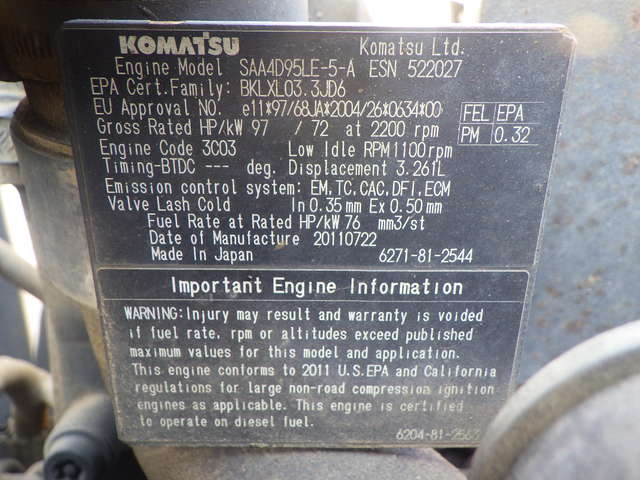 KOMATSU Komatsu Ltd.
Engine Model SAA4D95LE-5-A ESN 522027
EPA Cert.Family: BKLXL03.3JD6
EU Approval NO. e11*97/68JA*2004/26*0634*00
FEL EPA
Gross Rated HP/kW 97 / 72 at 2200 rpm
PM 0.32
Engine Code 3C03 Low Idle RPM 1100 rpm
Timing-BTDC --- deg. Displacement 3.261L
Emission control system: EM,TC,CAC,DFI,ECM
Valve Lash Cold In 0.35 mm Ex 0.50 mm
Fuel Rate at Rated HP/kW 76 mm3/st
Date of Manufacture 20110722
Made In Japan 6271-81-2544
Important Engine Information
WARNING:Injury may result and warranty is voided
if fuel rate, rpm or altitudes exceed published
maximum values for this model and application.
This engine conforms to 2011 U.S.EPA and California
regulations for large non-road compression ignition
engines as applicable. This engine is certified
to operate on diesel fuel.
6204-81-2563